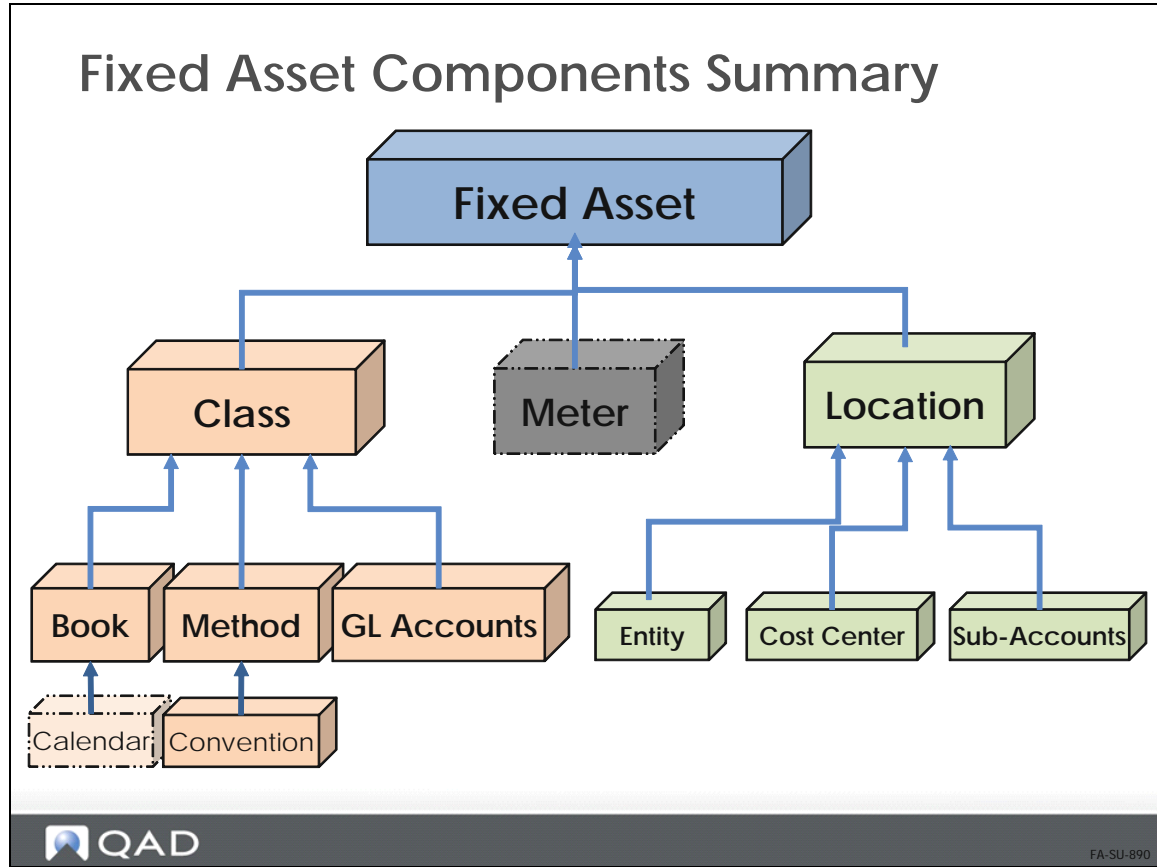 Fixed Asset Components Summary
Fixed Asset
Class
Meter
Location
Book
Method
GL Accounts
Entity
Cost Center
Sub-Accounts
Calendar
Convention
QAD
FA-SU-890